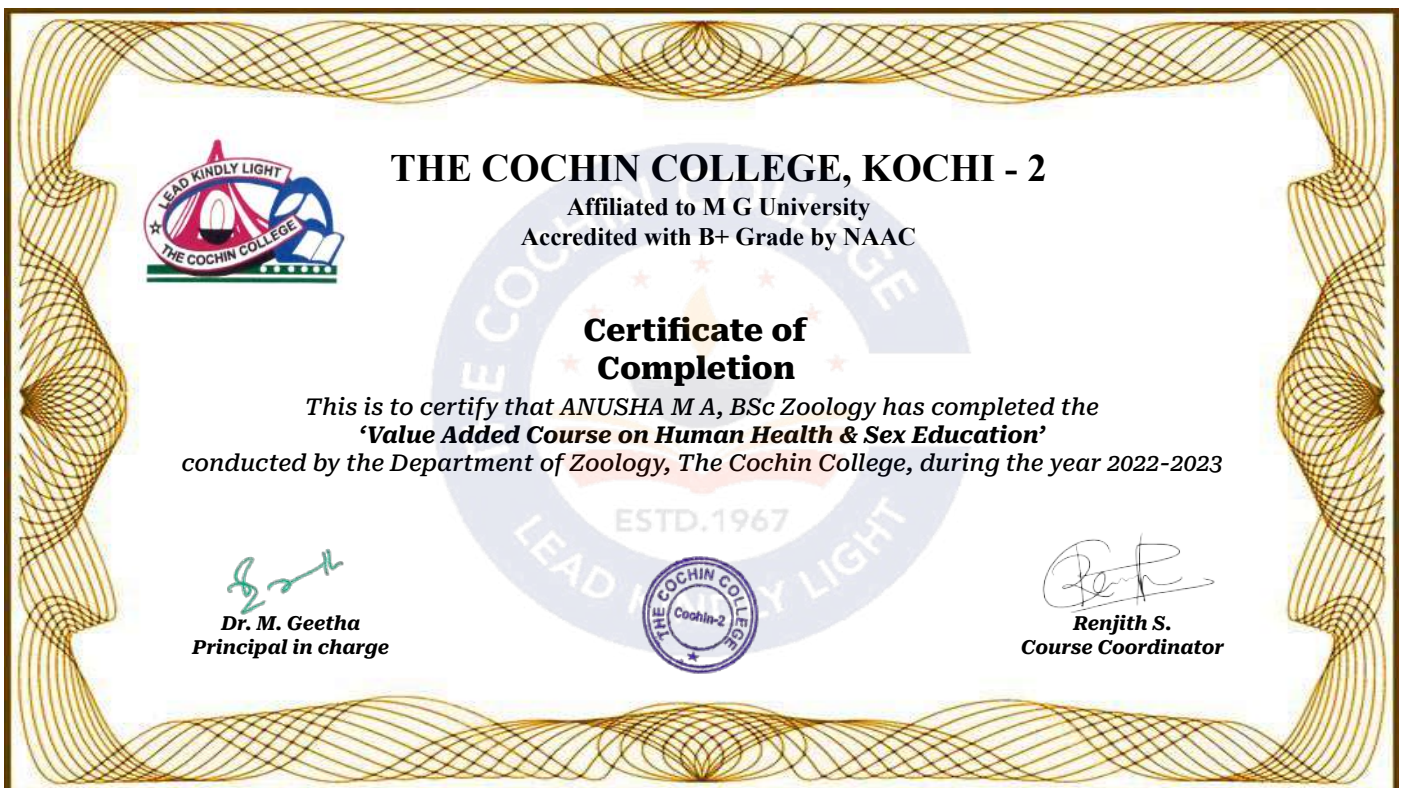 LEAD KINDLY LIGHT
THE COCHIN COLLEGE
THE COCHIN COLLEGE, KOCHI - 2
Affiliated to M G University
Accredited with B+ Grade by NAAC
THE COCHIN COLLEGE
Certificate of
Completion
This is to certify that ANUSHA M A, BSc Zoology has completed the
‘Value Added Course on Human Health & Sex Education’
conducted by the Department of Zoology, The Cochin College, during the year 2022-2023
ESTD.1967
LEAD KINDLY LIGHT
THE COCHIN COLLEGE
Cochin-2
Dr. M. Geetha
Principal in charge
Renjith S.
Course Coordinator